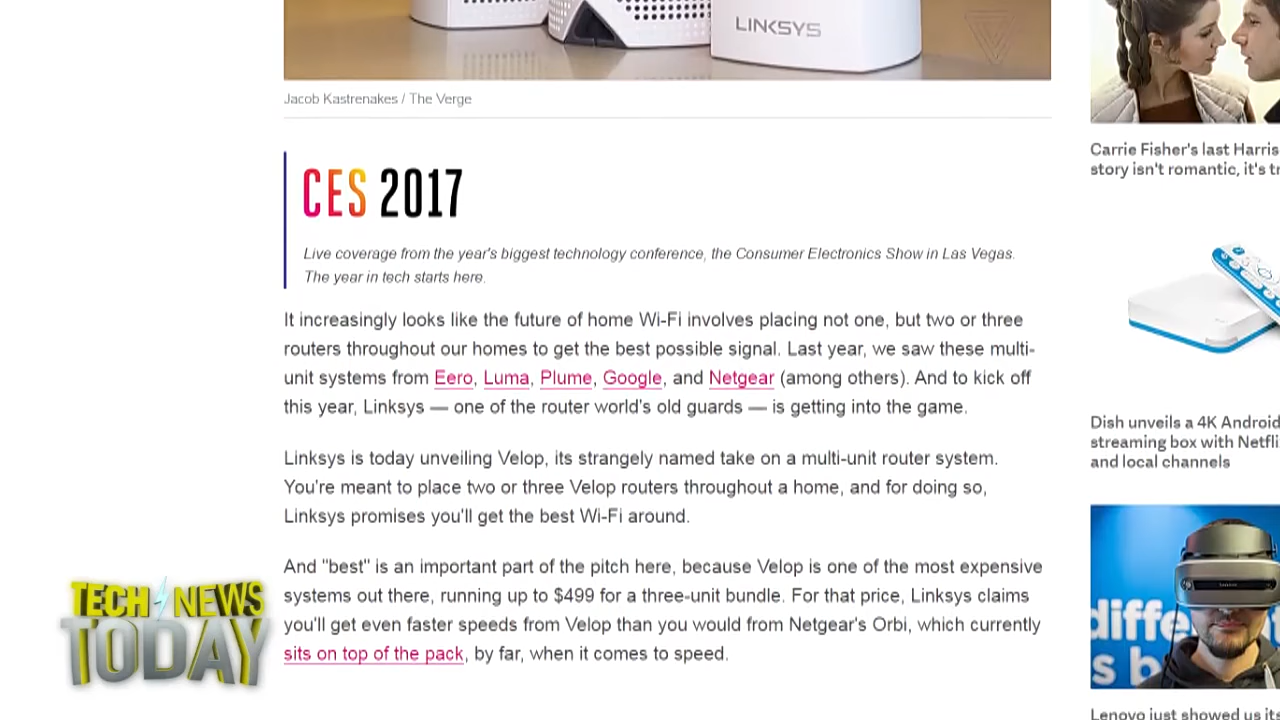 LINKSYS
Jacob Kastrenakes / The Verge
CES 2017
Live coverage from the year's biggest technology conference, the Consumer Electronics Show in Las Vegas.
The year in tech starts here.
It increasingly looks like the future of home Wi-Fi involves placing not one, but two or three
routers throughout our homes to get the best possible signal. Last year, we saw these multi-
unit systems from Eero, Luma, Plume, Google, and Netgear (among others). And to kick off
this year, Linksys — one of the router world's old guards — is getting into the game.
Linksys is today unveiling Velop, its strangely named take on a multi-unit router system.
You're meant to place two or three Velop routers throughout a home, and for doing so,
Linksys promises you'll get the best Wi-Fi around.
And "best" is an important part of the pitch here, because Velop is one of the most expensive
systems out there, running up to $499 for a three-unit bundle. For that price, Linksys claims
you'll get even faster speeds from Velop than you would from Netgear's Orbi, which currently
sits on top of the pack, by far, when it comes to speed.
TECH NEWS
TODAY
Carrie Fisher's last Harris
story isn't romantic, it's tr
Dish unveils a 4K Android
streaming box with Netfli
and local channels
diffe
s b
Lenovo just showed us its